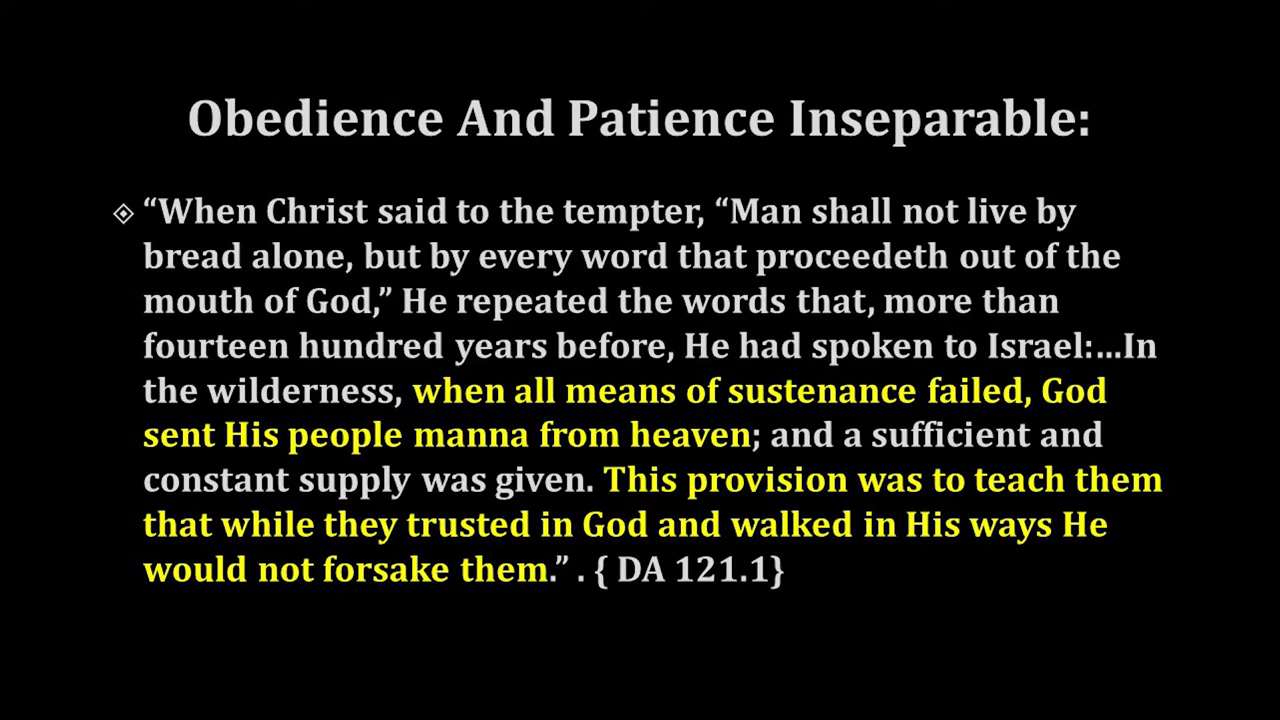 Obedience And Patience Inseparable:
“When Christ said to the tempter, “Man shall not live by
bread alone, but by every word that proceedeth out of the
mouth of God,” He repeated the words that, more than
fourteen hundred years before, He had spoken to Israel:...In
the wilderness, when all means of sustenance failed, God
sent His people manna from heaven; and a sufficient and
constant supply was given. This provision was to teach them
that while they trusted in God and walked in His ways He
would not forsake them.” . { DA 121.1}